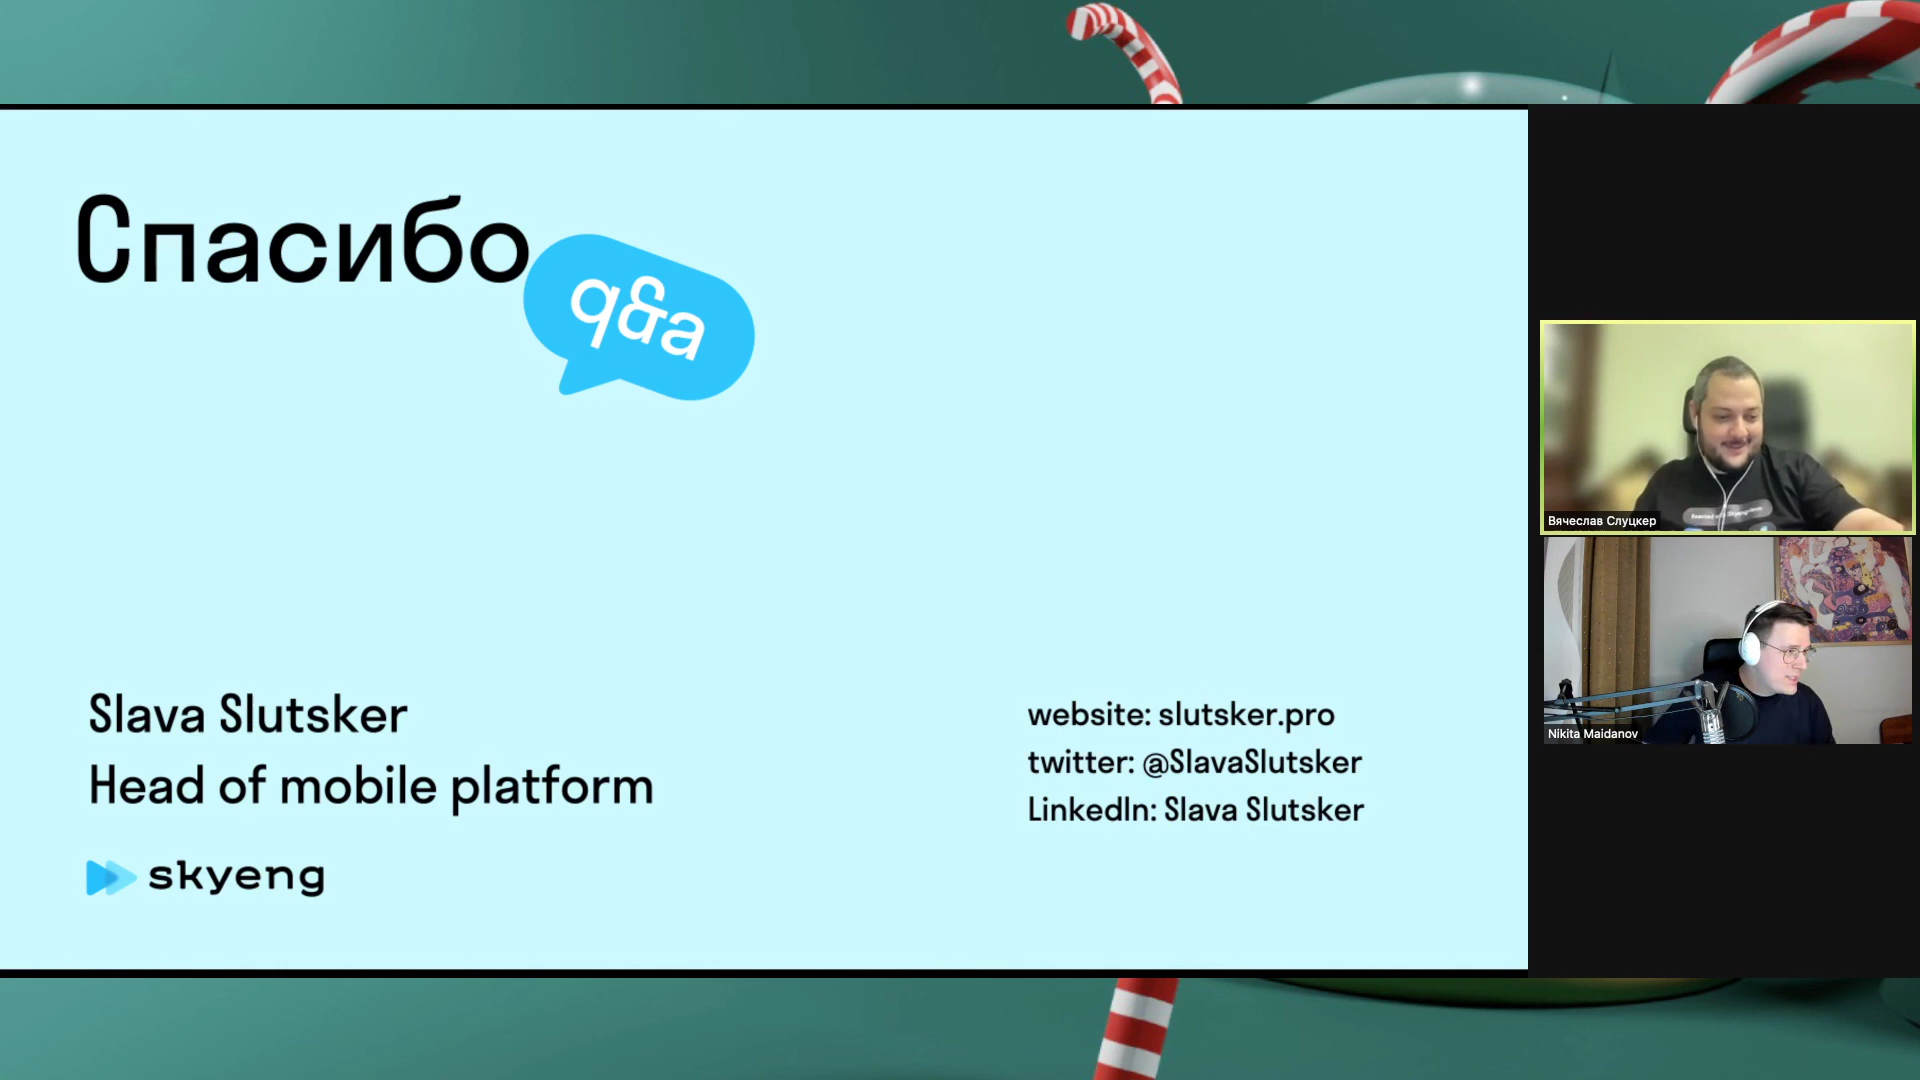 Спасибо
q&a
Slava Slutsker
Head of mobile platform
skyeng
website: slutsker.pro
twitter: @SlavaSlutsker
LinkedIn: Slava Slutsker
Вячеслав Слуцкер
Nikita Maidanov